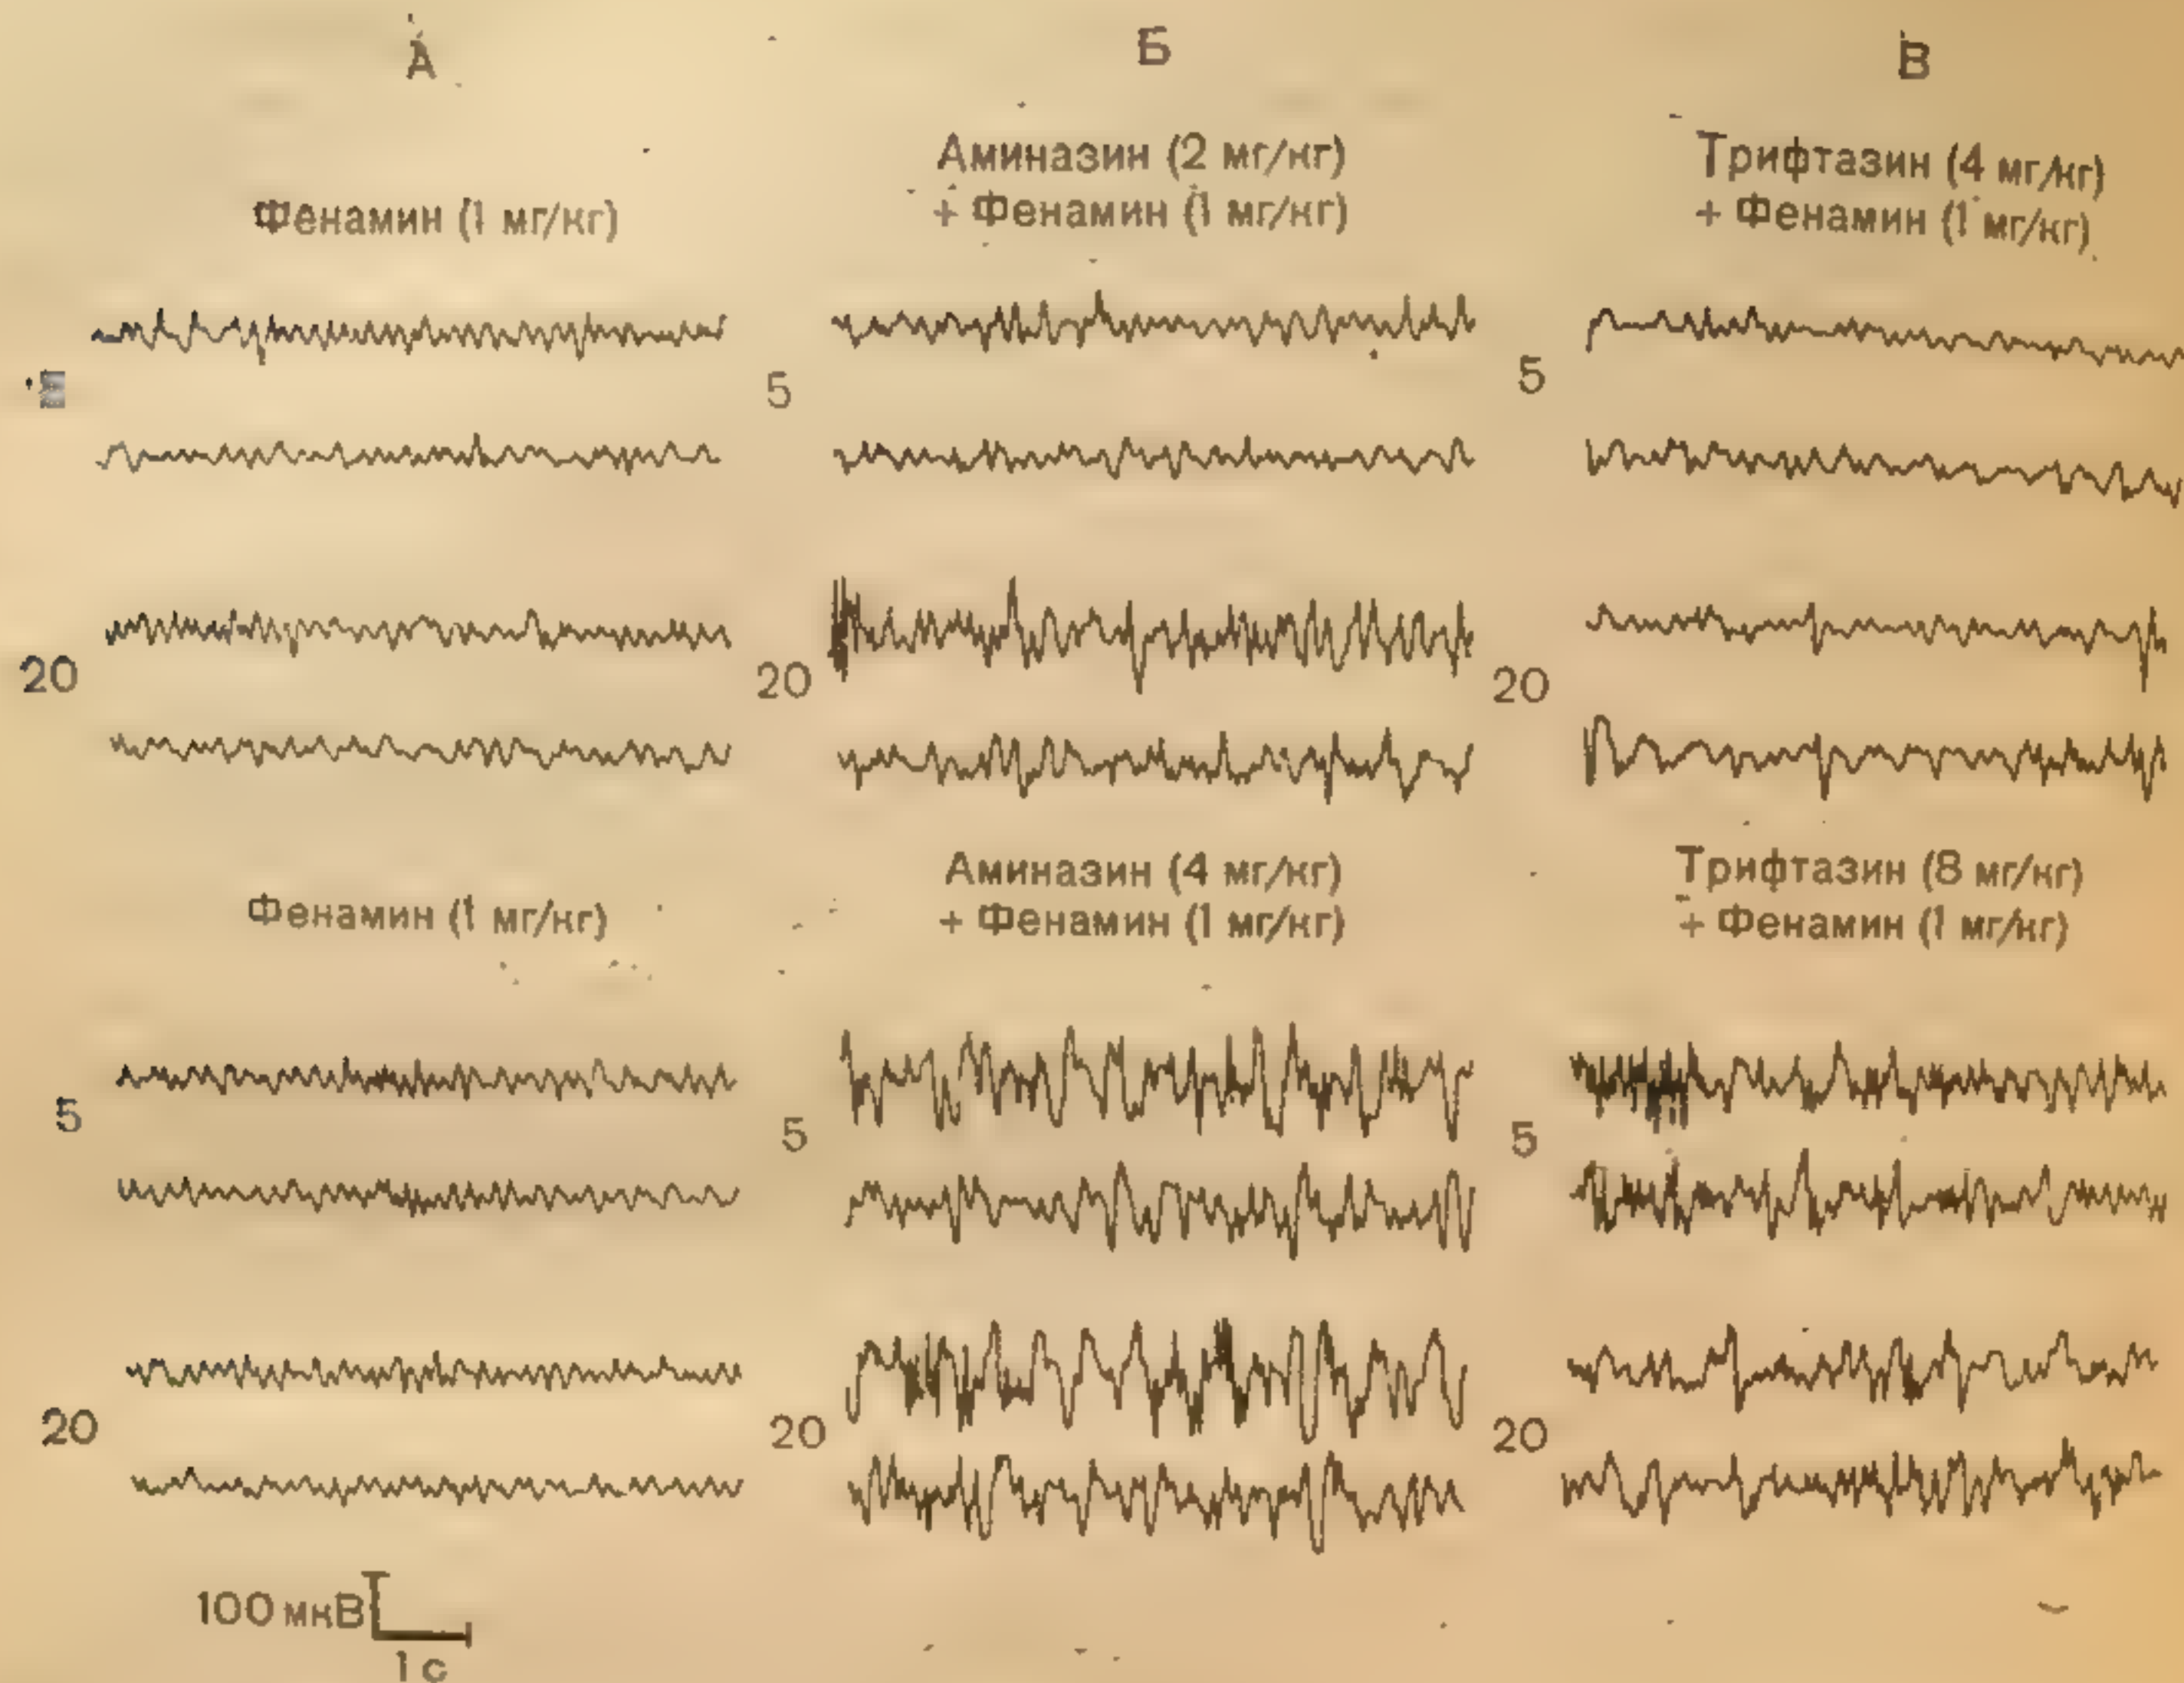 А
Б
В
Фенамин (1 мг/кг)
Аминазин (2 мг/кг)
+ Фенамин (1 мг/кг)
Трифтазин (4 мг/кг)
+ Фенамин (1 мг/кг)
5
5
20
20
20
Фенамин (1 мг/кг)
Аминазин (4 мг/кг)
+ Фенамин (1 мг/кг)
Трифтазин (8 мг/кг)
+ Фенамин (1 мг/кг)
5
5
5
20
20
20
100 мкВ
1 с